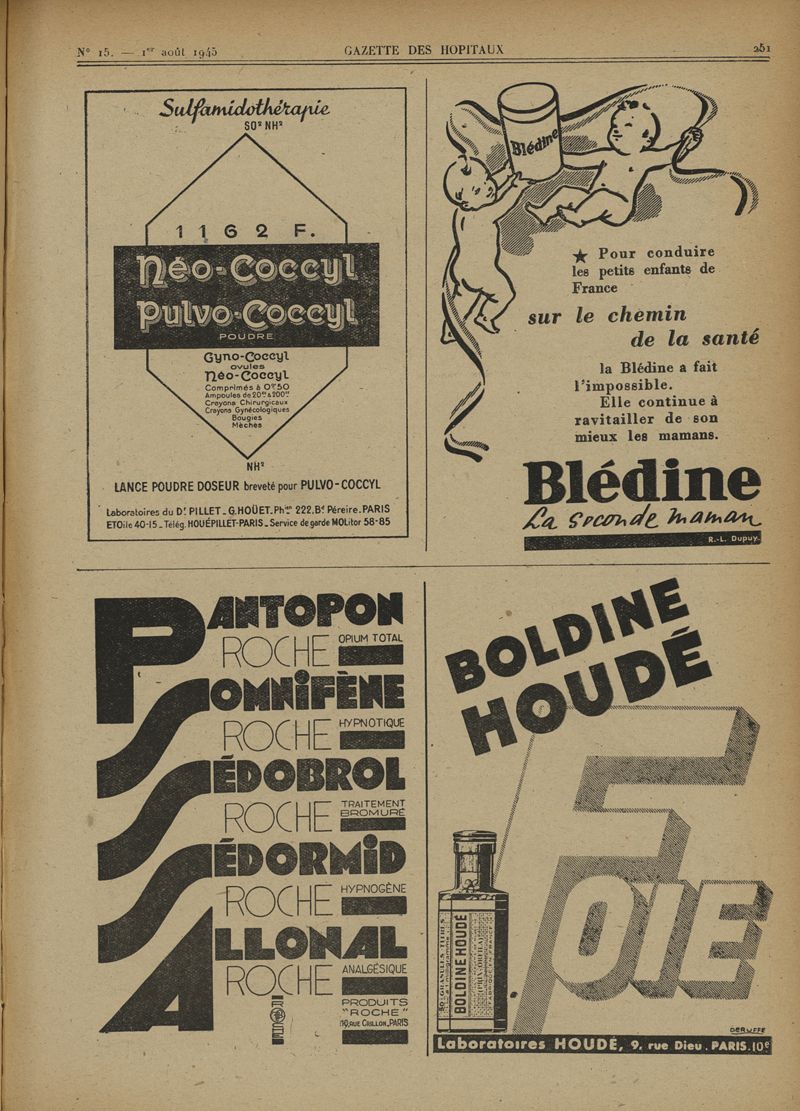 Nº 15. — 1er août 1945
GAZETTE DES HOPITAUX
251
Sulfamidothérapie
SO² NH²
1162 F.
Néo-Coccyl
Pulvo-Coccyl
POUDRE
Gyno-Coccyl
ovules
Néo-Coccyl
Comprimés à 0gr50
Ampoules de 20cc & 200cc
Crayons Chirurgicaux
Crayons Gynécologiques
Bougies
Mèches
NH²
LANCE POUDRE DOSEUR breveté pour PULVO-COCCYL
Laboratoires du Dr PILLET_G.HOUËT.Phien 222.Bd Péreire.PARIS
ETOile 40-15_Télég.HOUÉPILLET-PARIS_Service de garde MOLitor 58-85
Blédine
★ Pour conduire
les petits enfants de
France
sur le chemin
de la santé
la Blédine a fait
l'impossible.
Elle continue à
ravitailler de son
mieux les mamans.
Blédine
La seconde maman
R.-L. Dupuy.
PANTOPON
ROCHE OPIUM TOTAL
SOMNIFÈNE
ROCHE HYPNOTIQUE
SÉDOBROL
ROCHE TRAITEMENT
BROMURÉ
SÉDORMID
ROCHE HYPNOGÈNE
ALLONAL
ROCHE ANALGÉSIQUE
PRODUITS
"ROCHE"
10,RUE CRILLON,PARIS
BOLDINE
HOUDÉ
FOIE
BOLDINE HOUDÉ
DERUFFE
Laboratoires HOUDÉ, 9. rue Dieu. PARIS.10e